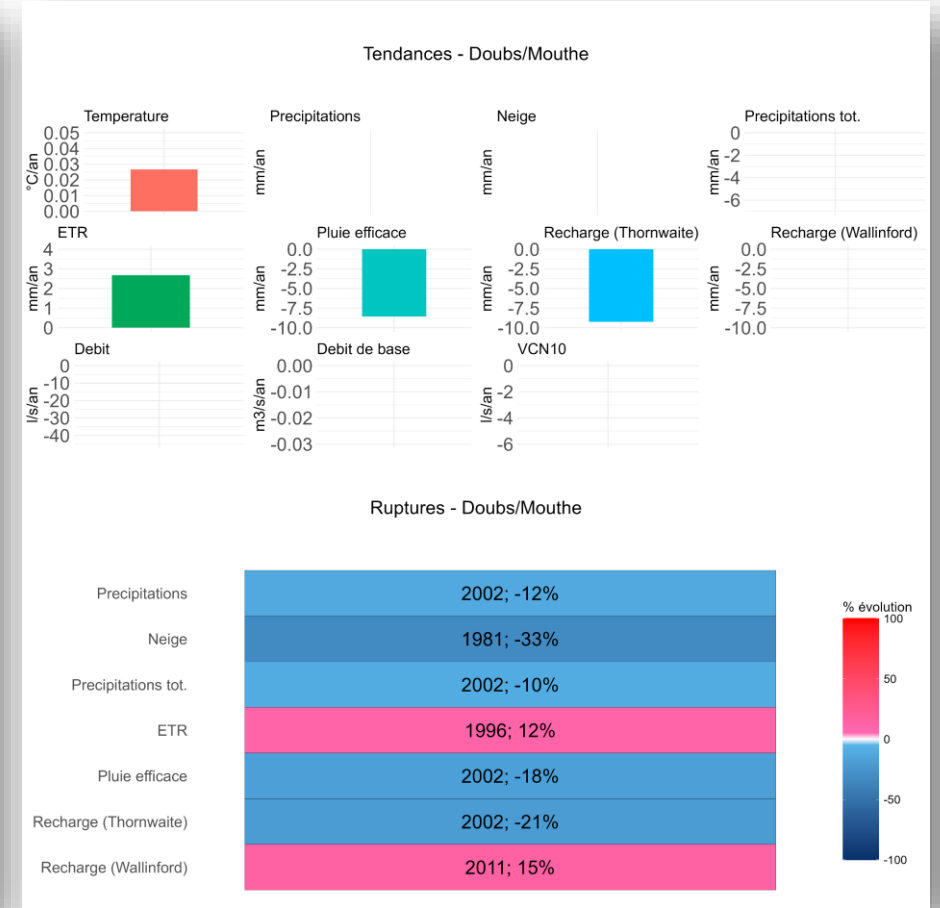 Tendances - Doubs/Mouthe
Temperature
Precipitations
Neige
Precipitations tot.
°C/an
0.05
0.04
0.03
0.02
0.01
0.00
mm/an
mm/an
mm/an
0
-2
-4
-6
ETR
Pluie efficace
Recharge (Thornwaite)
Recharge (Wallinford)
mm/an
4
3
2
1
0
mm/an
0.0
-2.5
-5.0
-7.5
-10.0
mm/an
0.0
-2.5
-5.0
-7.5
-10.0
mm/an
0.0
-2.5
-5.0
-7.5
-10.0
Debit
Debit de base
VCN10
l/s/an
0
-10
-20
-30
-40
m3/s/an
0.00
-0.01
-0.02
-0.03
l/s/an
0
-2
-4
-6
Ruptures - Doubs/Mouthe
Precipitations 2002; -12%
Neige 1981; -33%
Precipitations tot. 2002; -10%
ETR 1996; 12%
Pluie efficace 2002; -18%
Recharge (Thornwaite) 2002; -21%
Recharge (Wallinford) 2011; 15%
% évolution
100
50
0
-50
-100